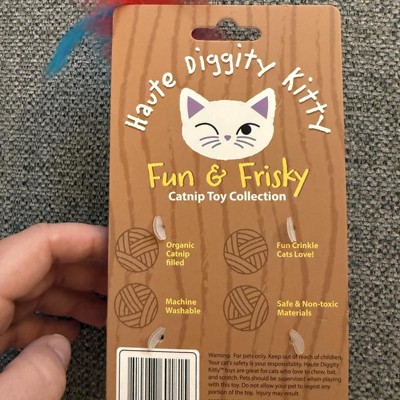 Haute Diggity Kitty
Fun & Frisky
Catnip Toy Collection
Organic
Catnip
filled
Fun Crinkle
Cats Love!
Machine
Washable
Safe & Non-toxic
Materials
Warning: For pets only. Keep out of reach of children.
Your cat's safety is your responsibility. Haute Diggity
Kitty™ toys are great for cats who love to chew, bat,
and scratch. Pets should be supervised when playing
with this toy. Do not allow your pet to ingest any
portion of the toy. Injury may result.